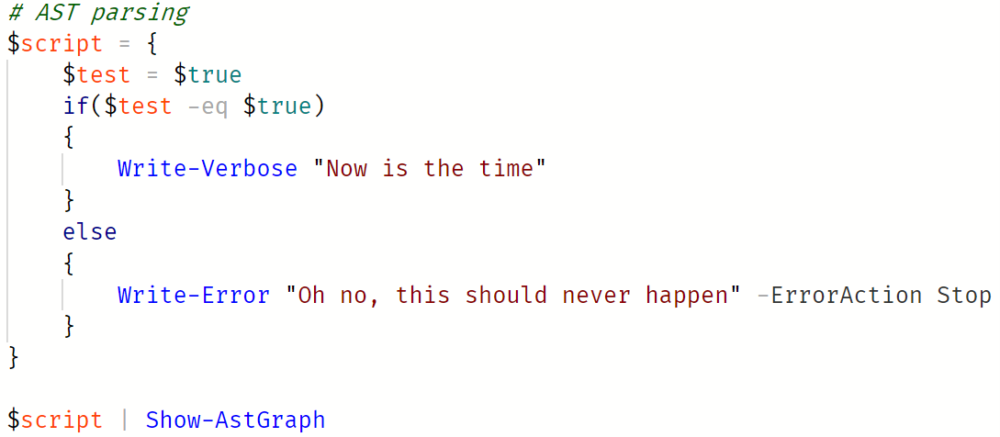 # AST parsing
$script = {
    $test = $true
    if($test -eq $true)
    {
        Write-Verbose "Now is the time"
    }
    else
    {
        Write-Error "Oh no, this should never happen" -ErrorAction Stop
    }
}

$script | Show-AstGraph